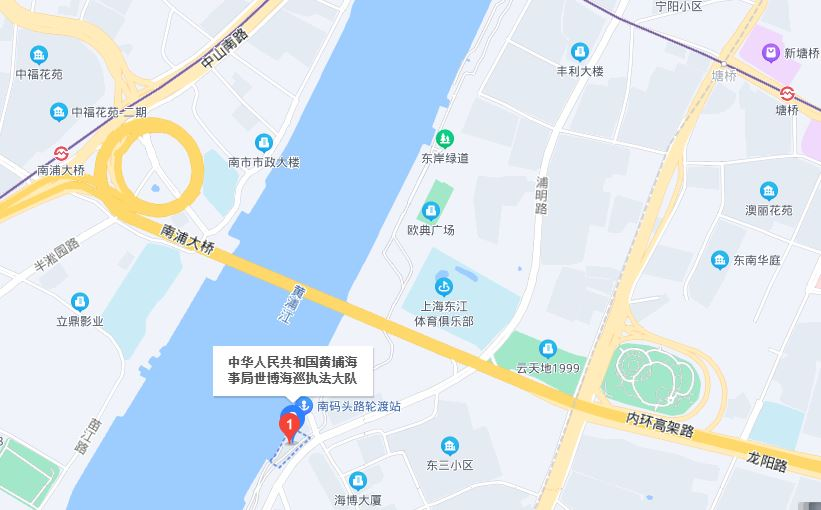 宁阳小区
中山南路
新塘桥
中福花苑
丰利大楼
塘桥
中福花苑-二期
塘桥
南浦大桥
南市市政大楼
东岸绿道
浦明路
澳丽花苑
欧典广场
南浦大桥
半淞园路
东南华庭
黄浦江
立鼎影业
上海东江
体育俱乐部
中华人民共和国黄埔海
事局世博海巡执法大队
云天地1999
南码头路轮渡站
1
苗江路
内环高架路
东三小区
龙阳路
海博大厦